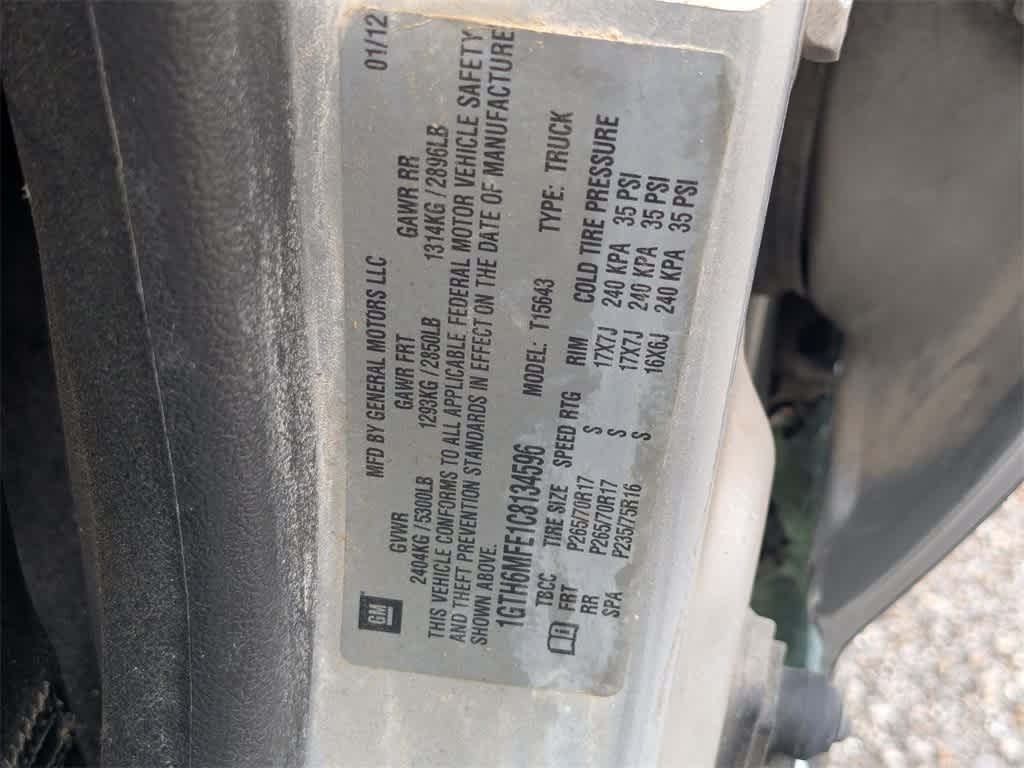 GM
MFD BY GENERAL MOTORS LLC 01/12
GVWR GAWR FRT GAWR RR
2404KG / 5300LB 1293KG / 2850LB 1314KG / 2896LB
THIS VEHICLE CONFORMS TO ALL APPLICABLE FEDERAL MOTOR VEHICLE SAFETY
AND THEFT PREVENTION STANDARDS IN EFFECT ON THE DATE OF MANUFACTURE
SHOWN ABOVE.
1GTH6MFE1C8134596 MODEL: T15643 TYPE: TRUCK
TBCC TIRE SIZE SPEED RTG RIM COLD TIRE PRESSURE
FRT P265/70R17 S 17X7J 240 KPA 35 PSI
RR P265/70R17 S 17X7J 240 KPA 35 PSI
SPA P235/75R16 S 16X6J 240 KPA 35 PSI